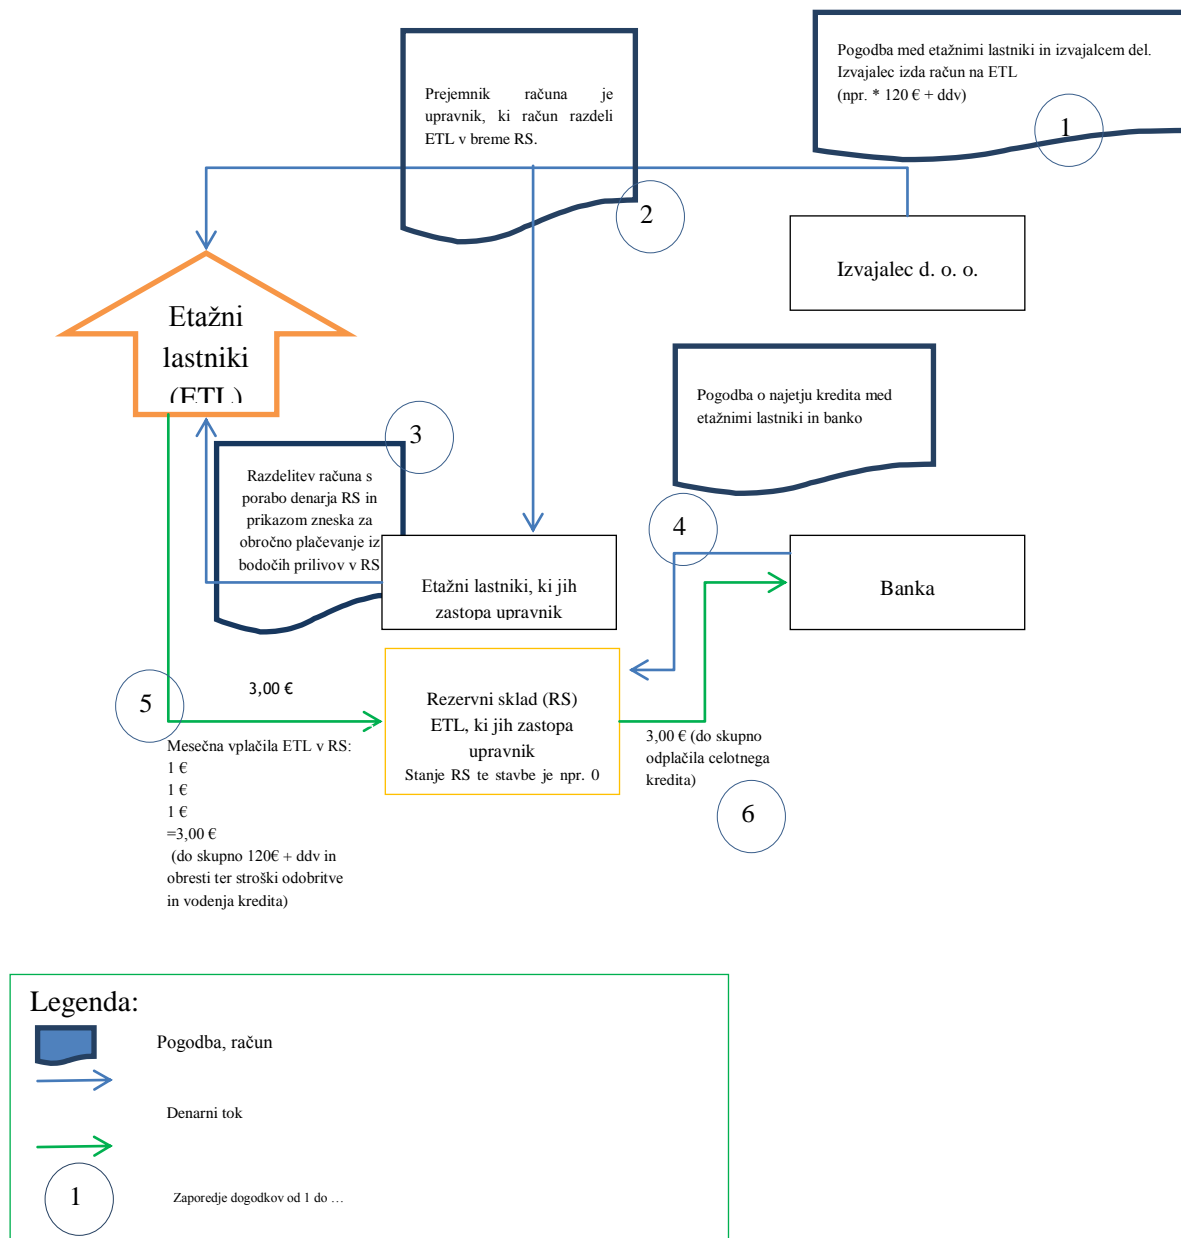 Pogodba med etažnimi lastniki in izvajalcem del.
Izvajalec izda račun na ETL
(npr. * 120 € + ddv)
1
Prejemnik računa je
upravnik, ki račun razdeli
ETL v breme RS.
2
Izvajalec d. o. o.
Etažni
lastniki
(ETL)
Pogodba o najetju kredita med
etažnimi lastniki in banko
3
Razdelitev računa s
porabo denarja RS in
prikazom zneska za
obročno plačevanje iz
bodočih prilivov v RS
4
Etažni lastniki, ki jih
zastopa upravnik
Banka
5
3,00 €
Rezervni sklad (RS)
ETL, ki jih zastopa
upravnik
Stanje RS te stavbe je npr. 0
3,00 € (do skupno
odplačila celotnega
kredita)
6
Mesečna vplačila ETL v RS:
1 €
1 €
1 €
=3,00 €
(do skupno 120€ + ddv in
obresti ter stroški odobritve
in vodenja kredita)
Legenda:
Pogodba, račun
Denarni tok
1
Zaporedje dogodkov od 1 do …